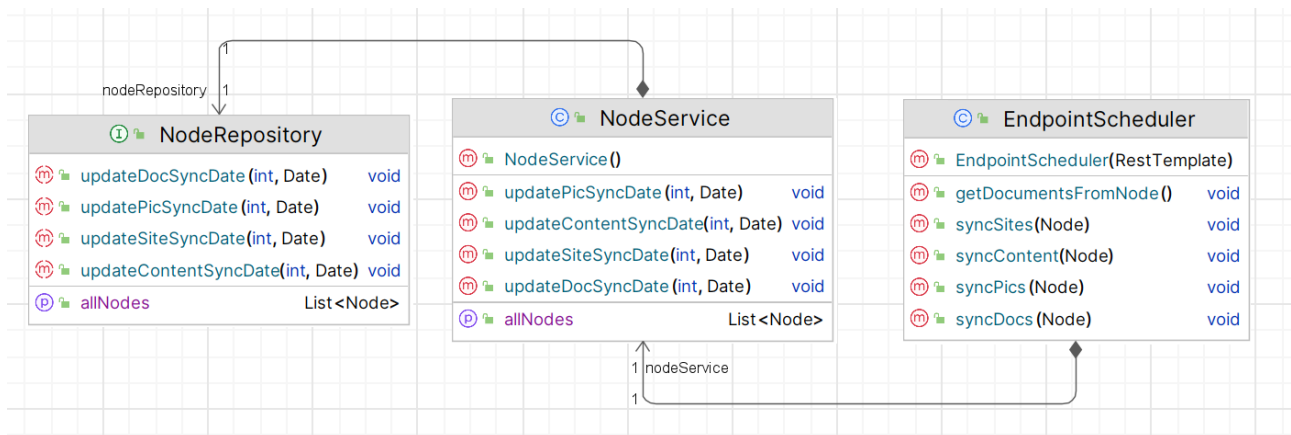 1
nodeRepository 1
NodeRepository
updateDocSyncDate(int, Date) void
updatePicSyncDate(int, Date) void
updateSiteSyncDate(int, Date) void
updateContentSyncDate(int, Date) void
allNodes List<Node>
NodeService
NodeService()
updatePicSyncDate(int, Date) void
updateContentSyncDate(int, Date) void
updateSiteSyncDate(int, Date) void
updateDocSyncDate(int, Date) void
allNodes List<Node>
EndpointScheduler
EndpointScheduler(RestTemplate)
getDocumentsFromNode() void
syncSites(Node) void
syncContent(Node) void
syncPics(Node) void
syncDocs(Node) void
1 nodeService
1